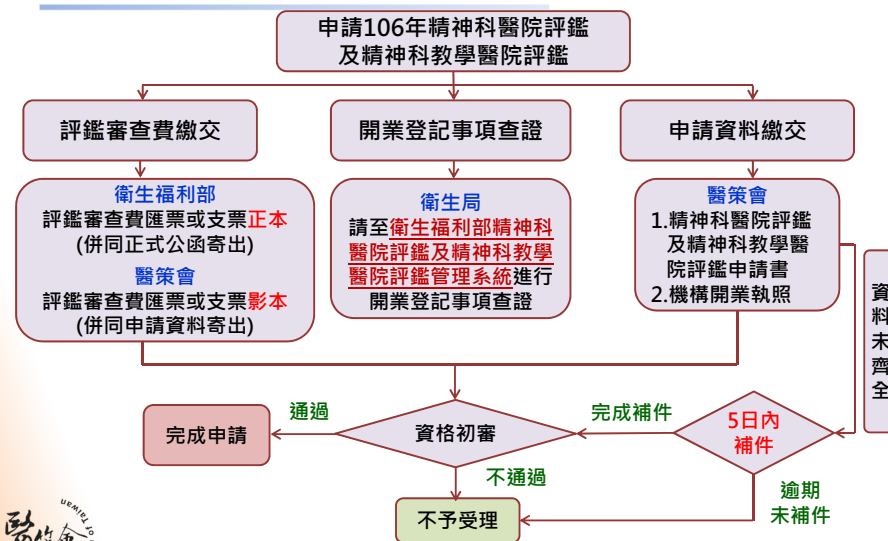 申請106年精神科醫院評鑑
及精神科教學醫院評鑑
評鑑審查費繳交
開業登記事項查證
申請資料繳交
衛生福利部
評鑑審查費匯票或支票正本
(併同正式公函寄出)
醫策會
評鑑審查費匯票或支票影本
(併同申請資料寄出)
衛生局
請至衛生福利部精神科
醫院評鑑及精神科教學
醫院評鑑管理系統進行
開業登記事項查證
醫策會
1.精神科醫院評鑑
及精神科教學醫
院評鑑申請書
2.機構開業執照
資料未齊全
完成申請
通過
資格初審
完成補件
5日內
補件
不通過
逾期
未補件
不予受理
醫策會
of Taiwan